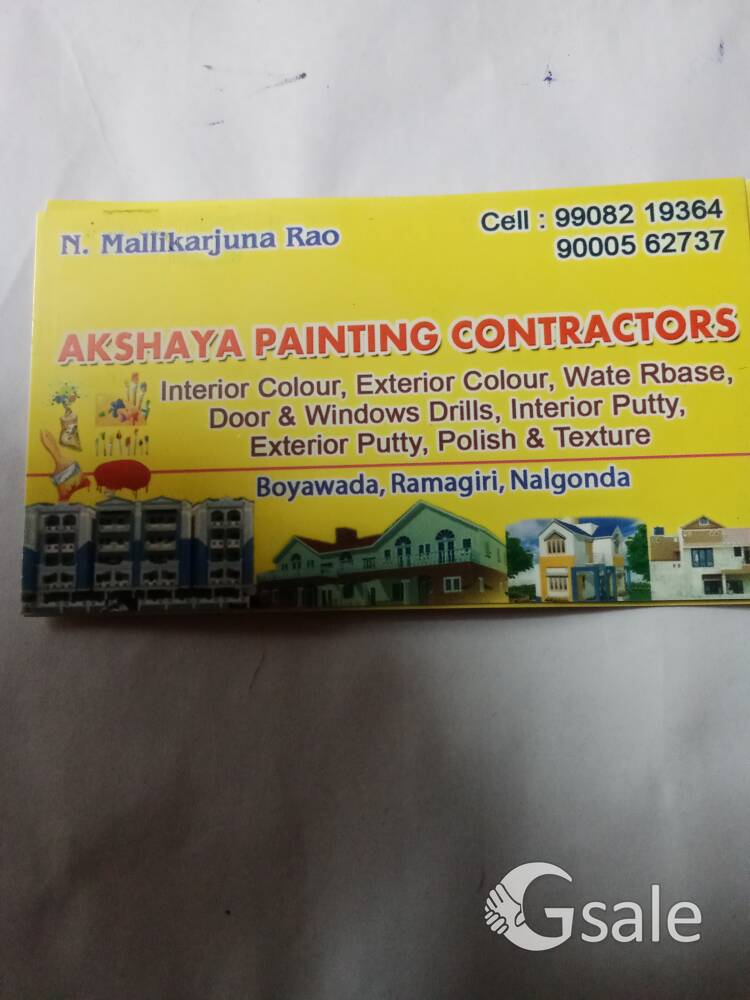 N. Mallikarjuna Rao
Cell : 99082 19364
90005 62737
AKSHAYA PAINTING CONTRACTORS
Interior Colour, Exterior Colour, Wate Rbase,
Door & Windows Drills, Interior Putty,
Exterior Putty, Polish & Texture
Boyawada, Ramagiri, Nalgonda
Gsale